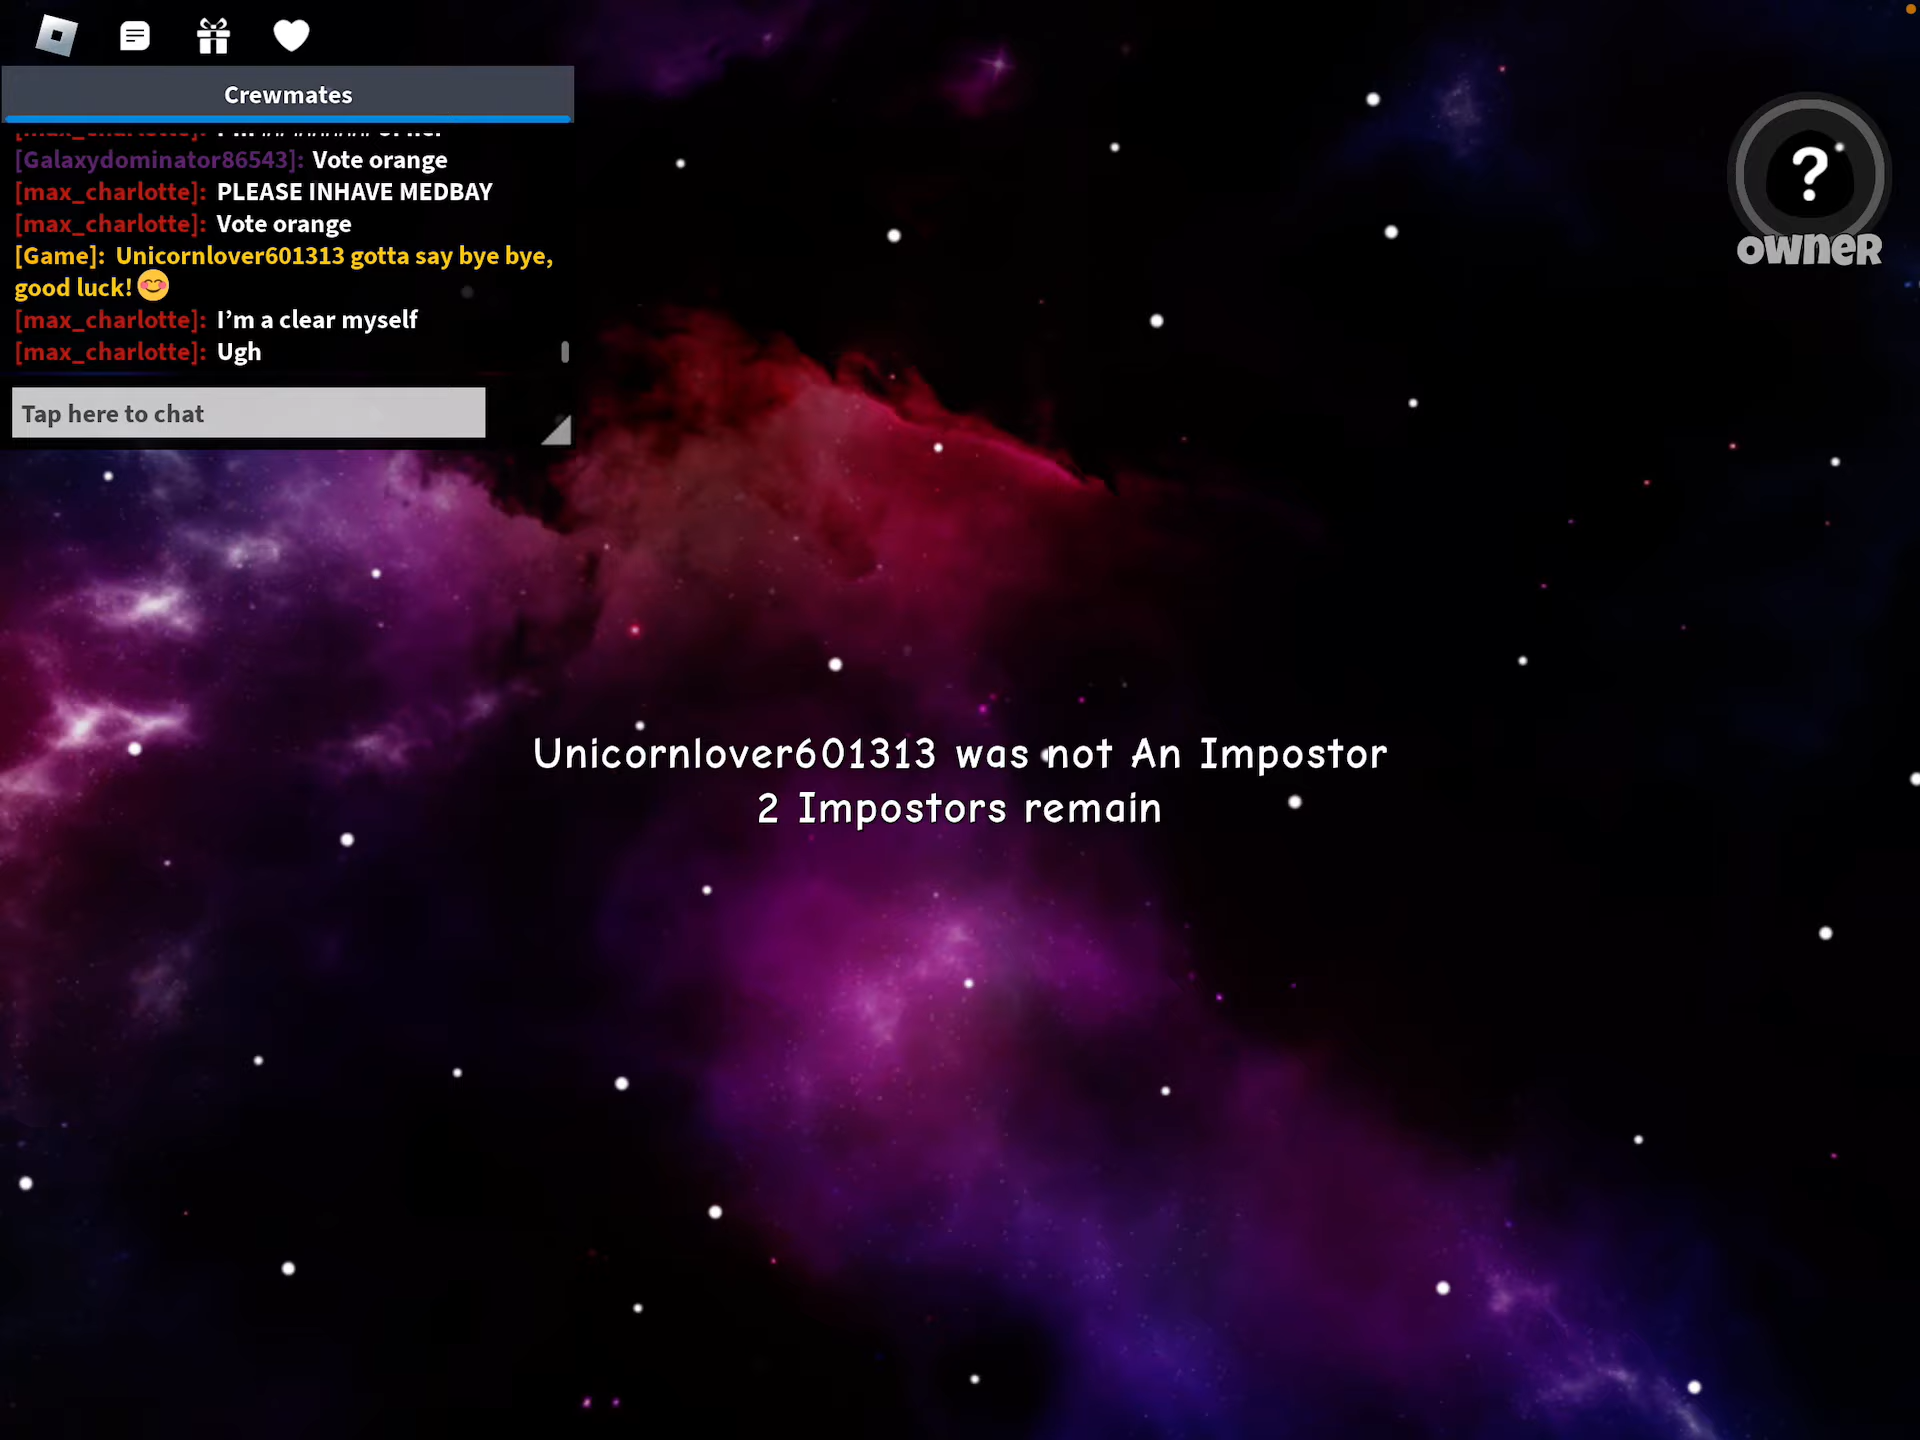 Crewmates
[max_charlotte]:
[Galaxydominator86543]: Vote orange
[max_charlotte]: PLEASE INHAVE MEDBAY
[max_charlotte]: Vote orange
[Game]: Unicornlover601313 gotta say bye bye,
good luck!😊
[max_charlotte]: I’m a clear myself
[max_charlotte]: Ugh
Tap here to chat
?
OWNER
Unicornlover601313 was not An Impostor
2 Impostors remain